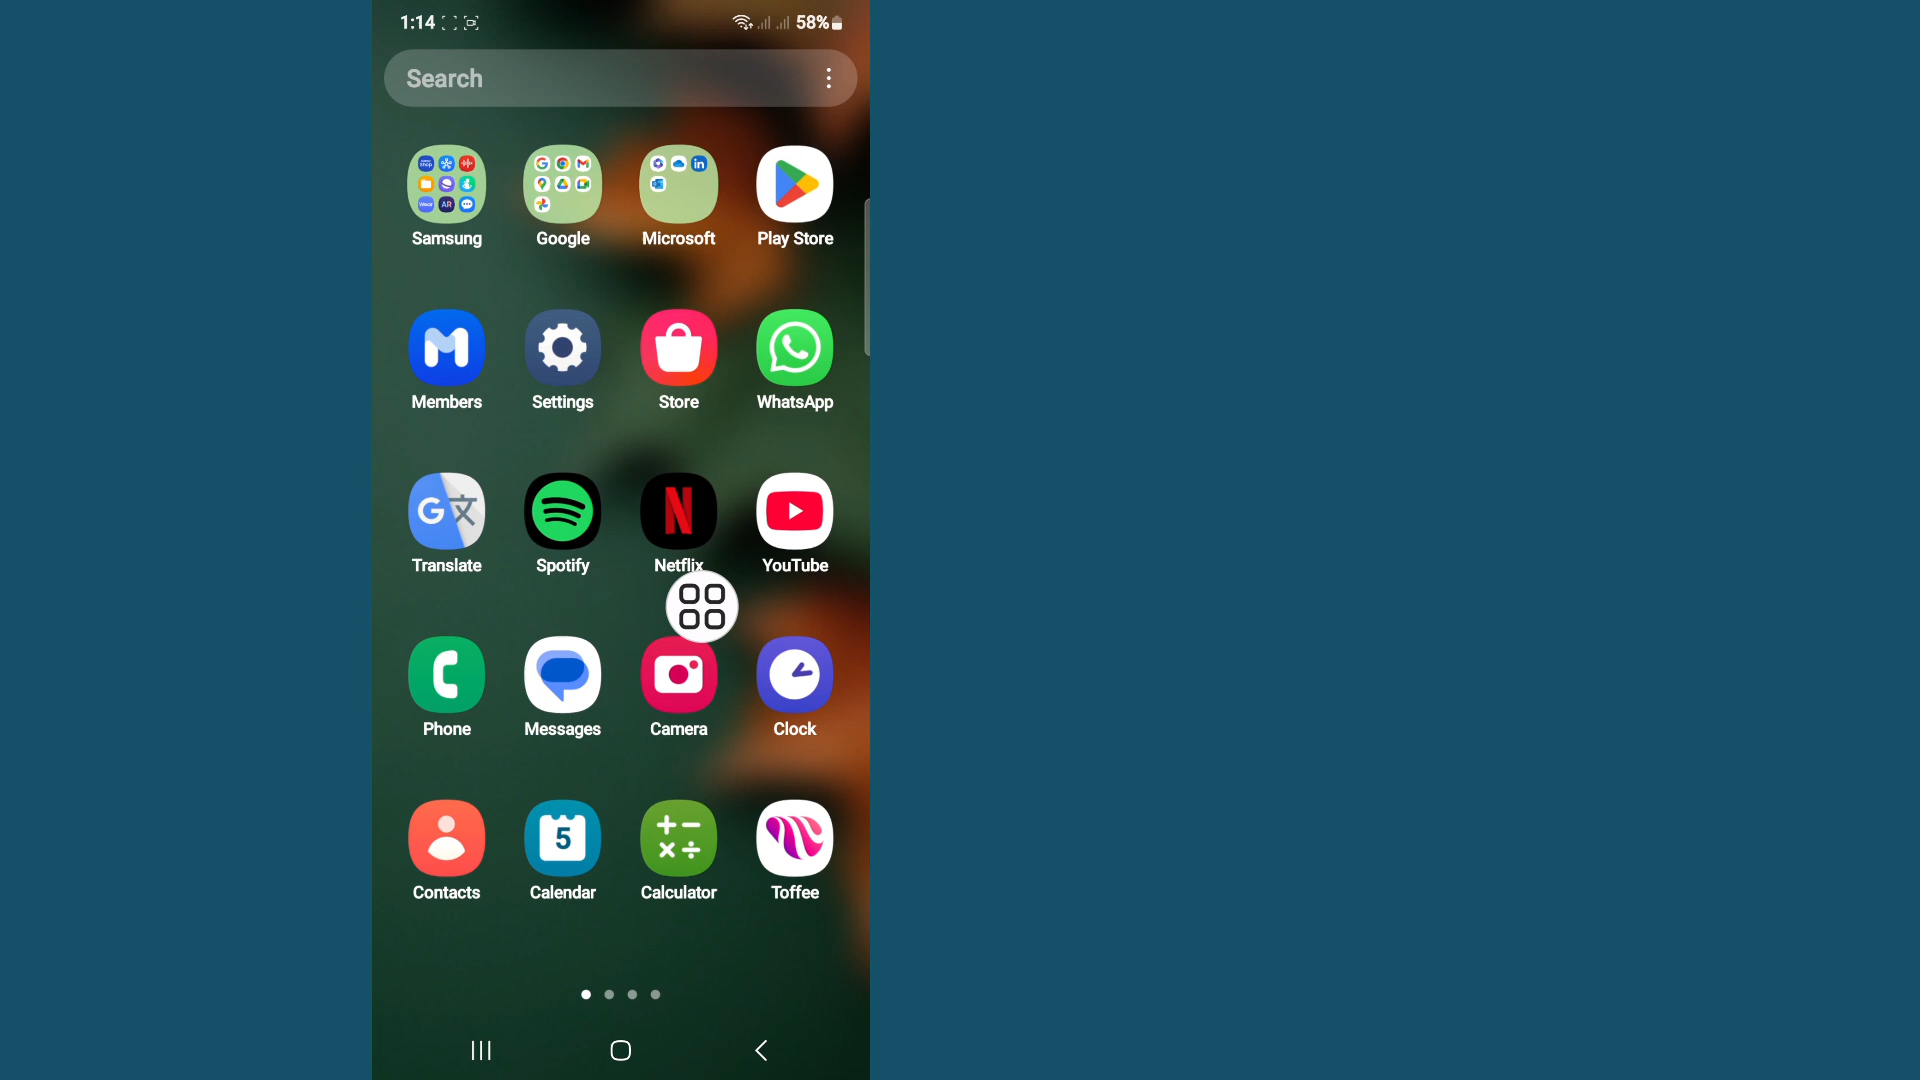 1:14 58%
Search
Samsung Google Microsoft Play Store
Members Settings Store WhatsApp
Translate Spotify Netflix YouTube
Phone Messages Camera Clock
5
Contacts Calendar Calculator Toffee